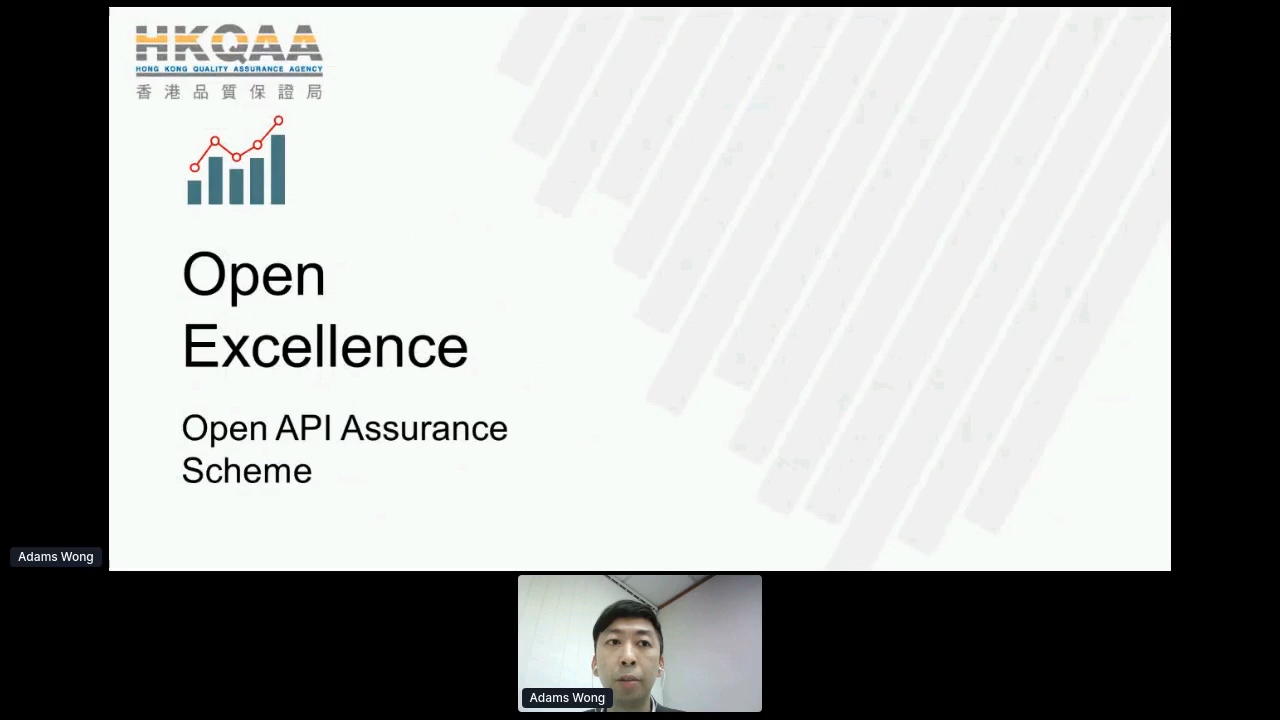 HKQAA
HONG KONG QUALITY ASSURANCE AGENCY
香港品質保證局
Open
Excellence
Open API Assurance
Scheme
Adams Wong
Adams Wong